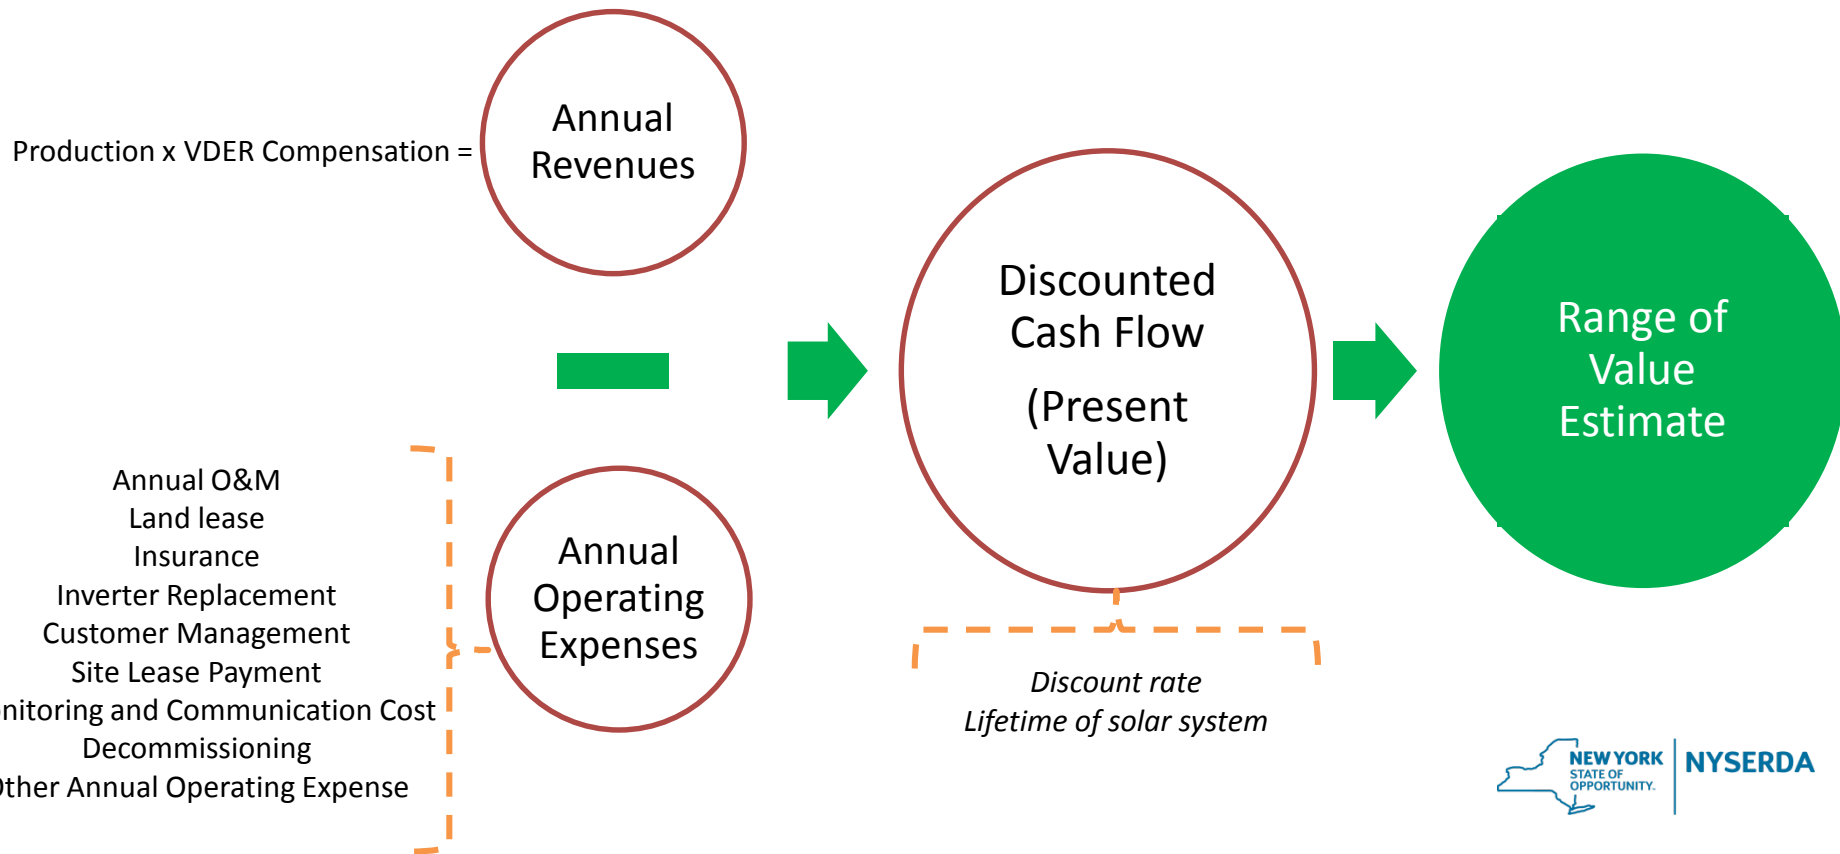 Production x VDER Compensation =
Annual
Revenues
Annual O&M
Land lease
Insurance
Inverter Replacement
Customer Management
Site Lease Payment
nitoring and Communication Cost
Decommissioning
Other Annual Operating Expense
Annual
Operating
Expenses
Discounted
Cash Flow
(Present
Value)
Discount rate
Lifetime of solar system
Range of
Value
Estimate
NEW YORK
STATE OF
OPPORTUNITY.
NYSERDA